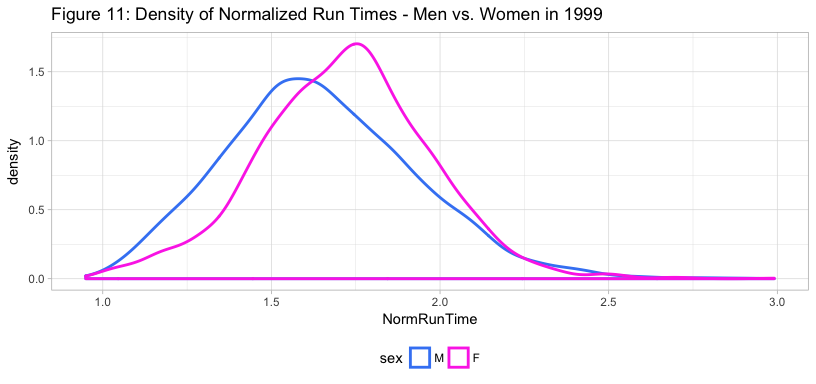 Figure 11: Density of Normalized Run Times - Men vs. Women in 1999
density
1.5
1.0
0.5
0.0
1.0 1.5 2.0 2.5 3.0
NormRunTime
sex M F